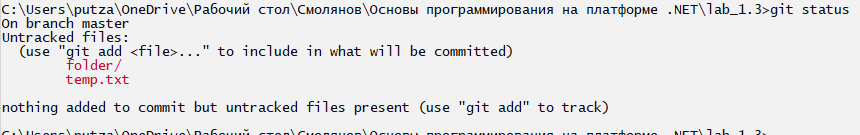 C:\Users\putza\OneDrive\Рабочий стол\Смолянов\Основы программирования на платформе .NET\lab_1.3>git status
On branch master
Untracked files:
  (use "git add <file>..." to include in what will be committed)
        folder/
        temp.txt

nothing added to commit but untracked files present (use "git add" to track)

C:\Users\putza\OneDrive\Рабочий стол\Смолянов\Основы программирования на платформе .NET\lab_1.3>